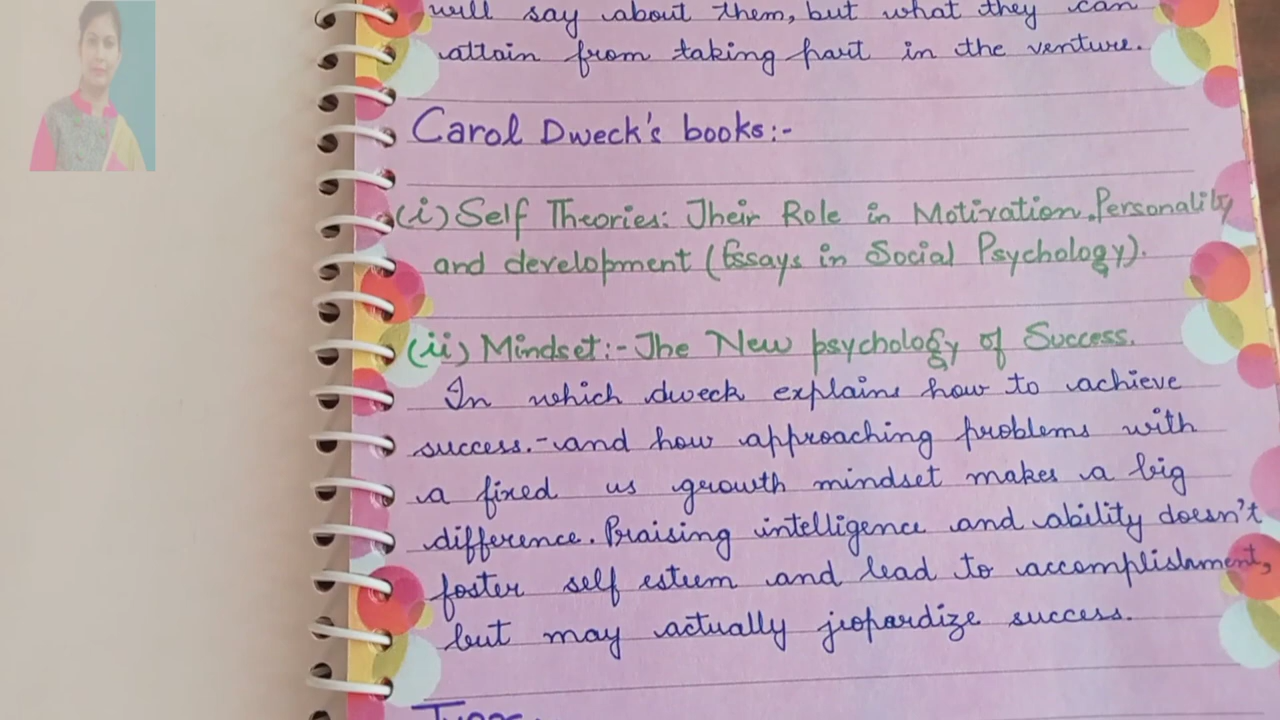 will say about them, but what they can
attain from taking part in the venture.
Carol Dweck's books:-
(i) Self Theories: Their Role in Motivation, Personality
and development (Essays in Social Psychology).
(ii) Mindset:- The New psychology of Success.
In which dweck explains how to achieve
success.- and how approaching problems with
a fixed us growth mindset makes a big
difference. Praising intelligence and ability doesn't
foster self esteem and lead to accomplishment,
but may actually jeopardize success.